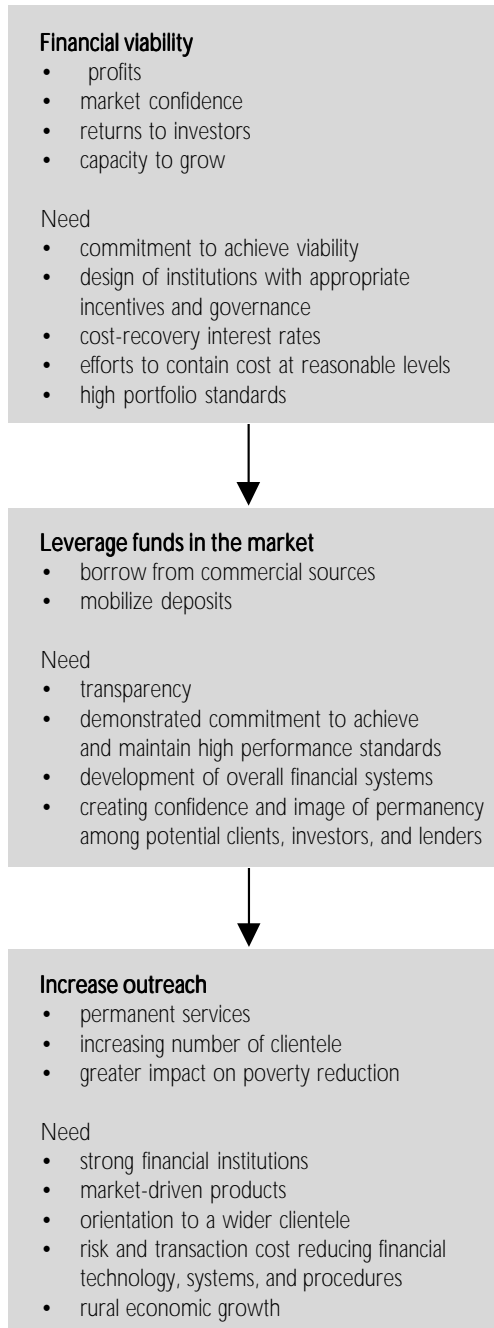 Financial viability
• profits
• market confidence
• returns to investors
• capacity to grow
Need
• commitment to achieve viability
• design of institutions with appropriate
incentives and governance
• cost-recovery interest rates
• efforts to contain cost at reasonable levels
• high portfolio standards
Leverage funds in the market
• borrow from commercial sources
• mobilize deposits
Need
• transparency
• demonstrated commitment to achieve
and maintain high performance standards
• development of overall financial systems
• creating confidence and image of permanency
among potential clients, investors, and lenders
Increase outreach
• permanent services
• increasing number of clientele
• greater impact on poverty reduction
Need
• strong financial institutions
• market-driven products
• orientation to a wider clientele
• risk and transaction cost reducing financial
technology, systems, and procedures
• rural economic growth